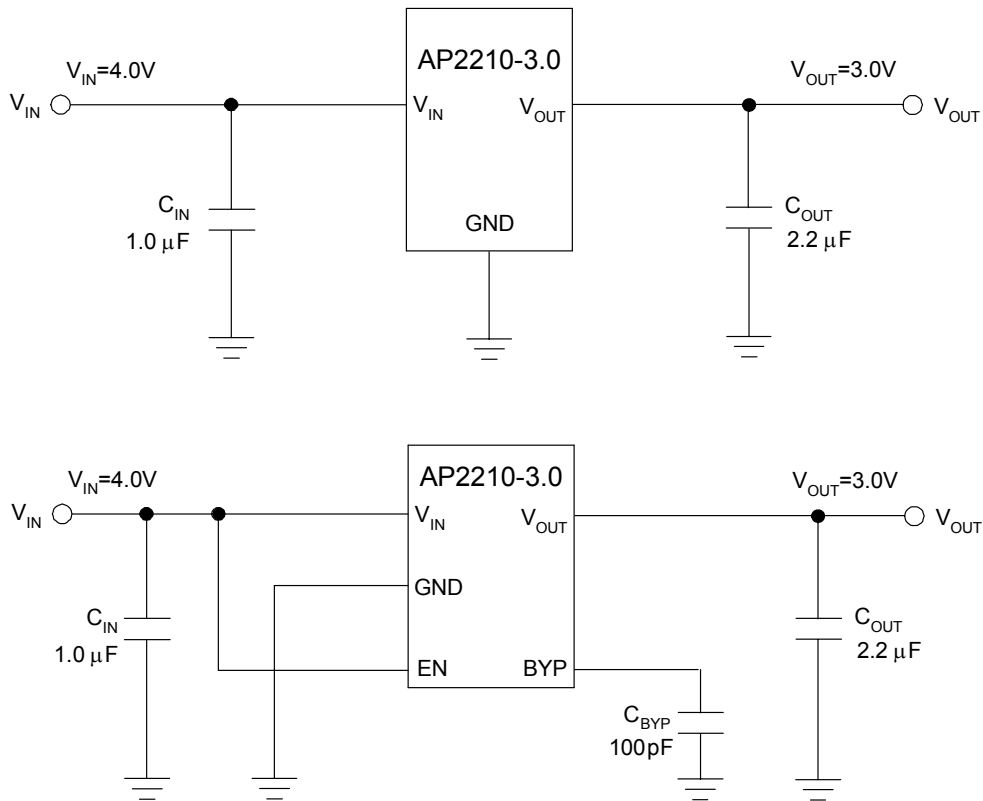 AP2210-3.0
V_IN=4.0V
V_OUT=3.0V
V_IN
V_IN
V_OUT
V_OUT
C_IN
1.0 μF
GND
C_OUT
2.2 μF
AP2210-3.0
V_IN=4.0V
V_OUT=3.0V
V_IN
V_IN
V_OUT
V_OUT
GND
C_IN
1.0 μF
EN
BYP
C_OUT
2.2 μF
C_BYP
100pF